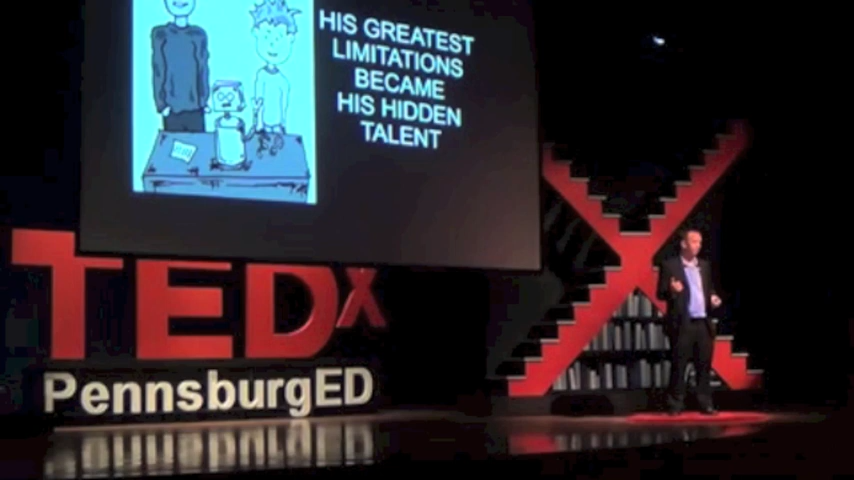 HIS GREATEST
LIMITATIONS
BECAME
HIS HIDDEN
TALENT
TEDx
PennsburgED